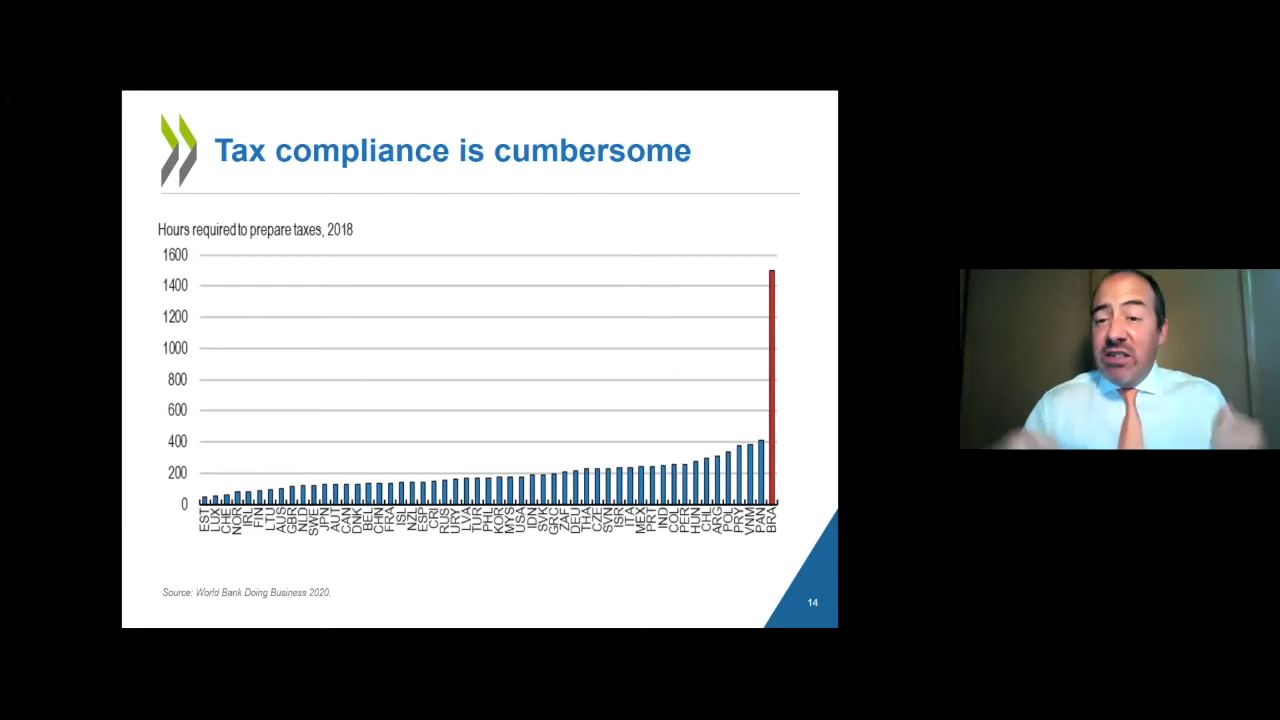 Tax compliance is cumbersome
Hours required to prepare taxes, 2018
1600
1400
1200
1000
800
600
400
200
0
EST LUX CHE NOR IRL FIN LTU AUS GBR NLD SWE JPN AUT CAN DNK BEL CHN FRA ISL NZL ESP CRI RUS URY LVA TUR PHL KOR MYS USA IDN SVK GRC ZAF DEU THA CZE SVN ISR ITA MEX PRT IND COL PER HUN CHL ARG POL PRY VNM PAN BRA
Source: World Bank Doing Business 2020.
14